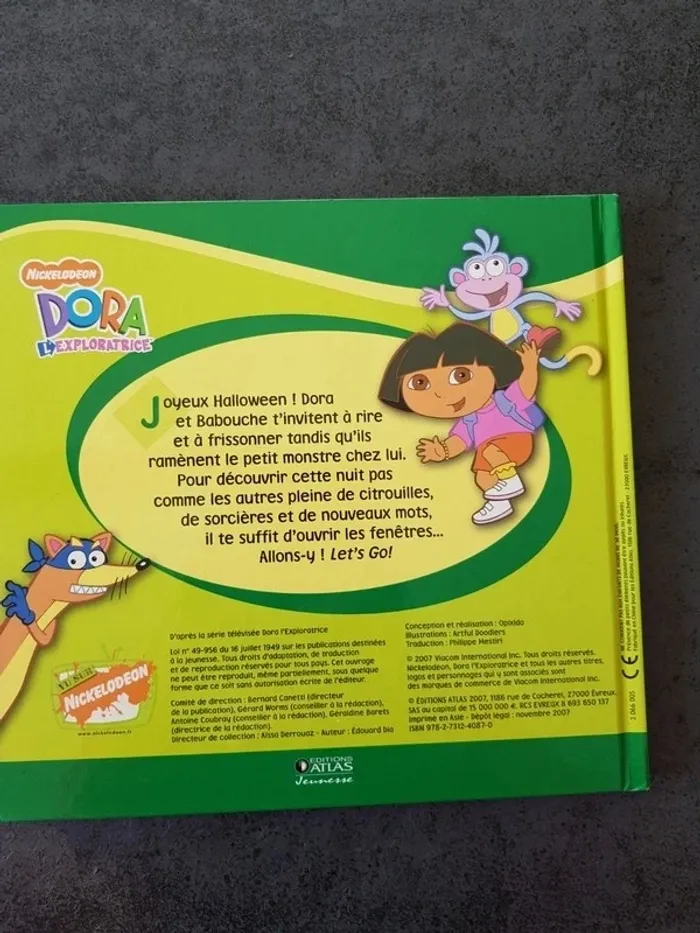 NICKELODEON
DORA
L'EXPLORATRICE
Joyeux Halloween ! Dora
et Babouche t'invitent à rire
et à frissonner tandis qu'ils
ramènent le petit monstre chez lui.
Pour découvrir cette nuit pas
comme les autres pleine de citrouilles,
de sorcières et de nouveaux mots,
il te suffit d'ouvrir les fenêtres...
Allons-y ! Let's Go!
VU SUR
NICKELODEON
www.nickelodeon.fr
D'après la série télévisée Dora l'Exploratrice
Loi n° 49-956 du 16 juillet 1949 sur les publications destinées
à la jeunesse. Tous droits d'adaptation, de traduction
et de reproduction réservés pour tous pays. Cet ouvrage
ne peut être reproduit, même partiellement, sous quelque
forme que ce soit sans autorisation écrite de l'éditeur.
Comité de direction : Bernard Canetti (directeur
de la publication), Gérard Worms (conseiller à la rédaction),
Antoine Coubray (conseiller à la rédaction), Géraldine Barets
(directrice de la rédaction).
Directeur de collection : Aïssa Derrouaz - Auteur : Édouard Dia
Conception et réalisation : Opixido
Illustrations : Artful Doodlers
Traduction : Philippe Mestiri
© 2007 Viacom International Inc. Tous droits réservés.
Nickelodeon, Dora l'Exploratrice et tous les autres titres,
logos et personnages qui y sont associés sont
des marques de commerce de Viacom International Inc.
© ÉDITIONS ATLAS 2007, 1186 rue de Cocherel, 27000 Évreux.
SAS au capital de 15 000 000 €. RCS EVREUX B 693 650 137
Imprimé en Asie - Dépôt légal : novembre 2007
ISBN 978-2-7312-4087-0
EDITIONS
ATLAS
Jeunesse
CE
2 066 005